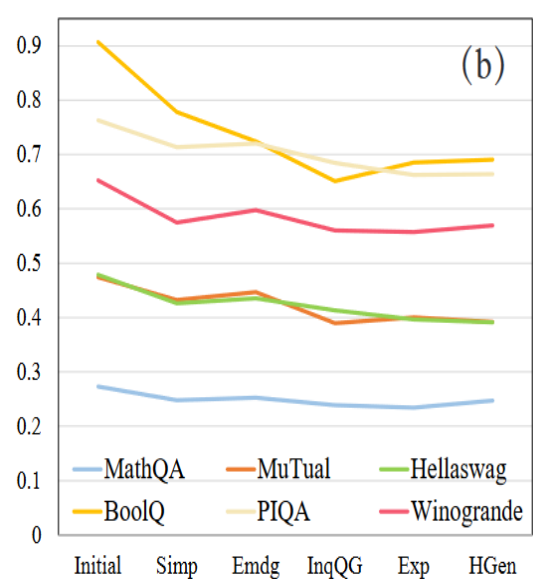 (b)
0.9
0.8
0.7
0.6
0.5
0.4
0.3
0.2
0.1
0
MathQA MuTual Hellaswag
BoolQ PIQA Winogrande
Initial Simp Emdg InqQG Exp HGen